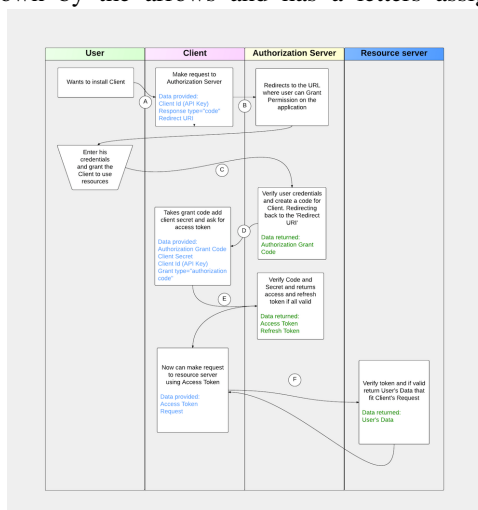 own by the arrows and has a letters assig
User
Client
Authorization Server
Resource server
Wants to install Client
A
Make request to
Authorization Server
Data provided:
Client Id (API Key)
Response type="code"
Redirect URI
B
Redirects to the URL
where user can Grant
Permission on the
application
Enter his
credentials
and grant the
Client to use
resources
C
Verify user credentials
and create a code for
Client. Redirecting
back to the 'Redirect
URI'
Data returned:
Authorization Grant
Code
D
Takes grant code add
client secret and ask for
access token
Data provided:
Authorization Grant Code
Client Secret
Client id (API Key)
Grant type="authorization
code"
E
Verify Code and
Secret and returns
access and refresh
token if all valid
Data returned:
Access Token
Refresh Token
Now can make request
to resource server
using Access Token
Data provided:
Access Token
Request
F
Verify token and if valid
return User's Data that
fit Client's Request
Data returned:
User's Data